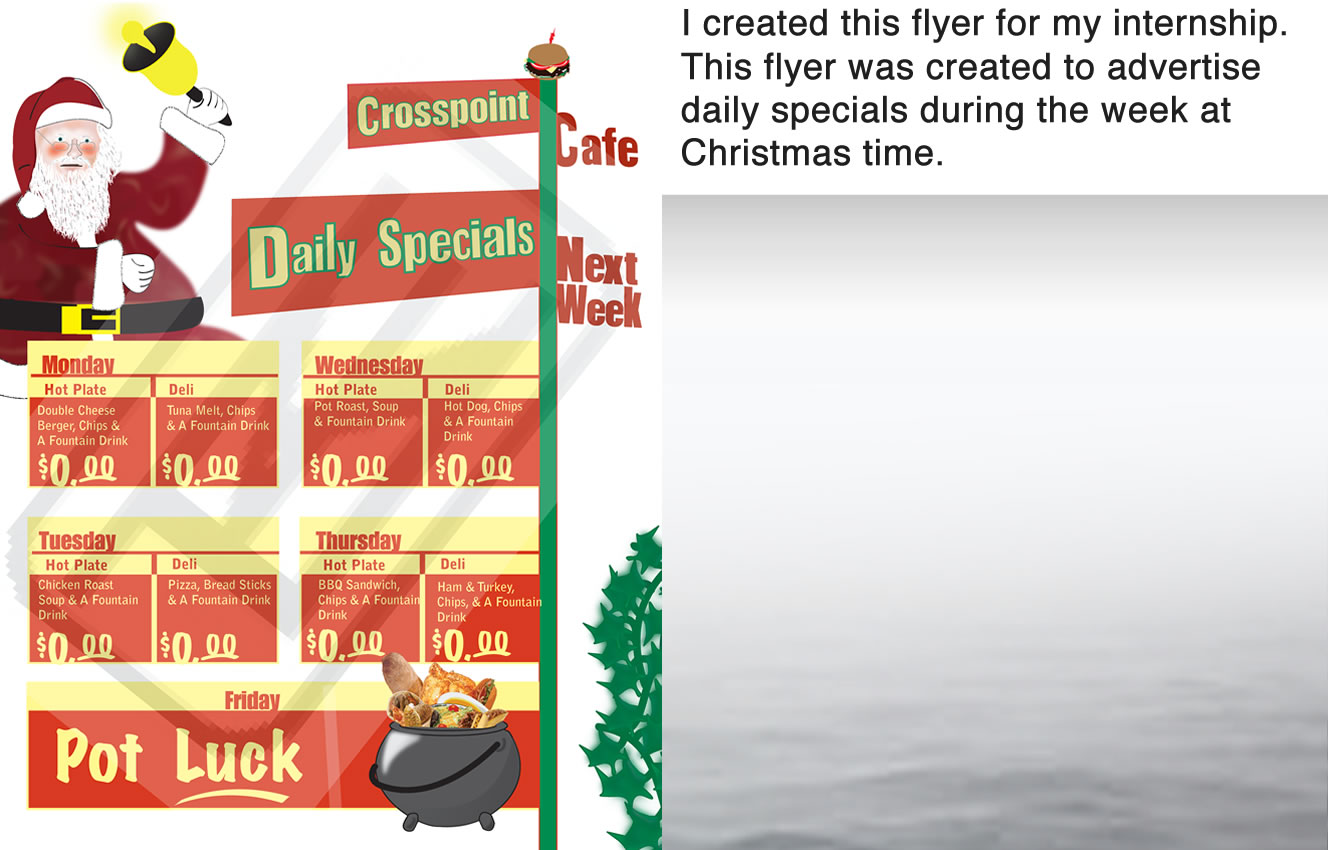 Crosspoint
Cafe
Daily Specials
Next
Week
Monday
Hot Plate
Deli
Double Cheese
Berger, Chips &
A Fountain Drink
$0.00
Tuna Melt, Chips
& A Fountain Drink
$0.00
Wednesday
Hot Plate
Deli
Pot Roast, Soup
& Fountain Drink
$0.00
Hot Dog, Chips
& A Fountain
Drink
$0.00
Tuesday
Hot Plate
Deli
Chicken Roast
Soup & A Fountain
Drink
$0.00
Pizza, Bread Sticks
& A Fountain Drink
$0.00
Thursday
Hot Plate
Deli
BBQ Sandwich,
Chips & A Fountain
Drink
$0.00
Ham & Turkey,
Chips, & A Fountain
Drink
$0.00
Friday
Pot Luck
I created this flyer for my internship.
This flyer was created to advertise
daily specials during the week at
Christmas time.